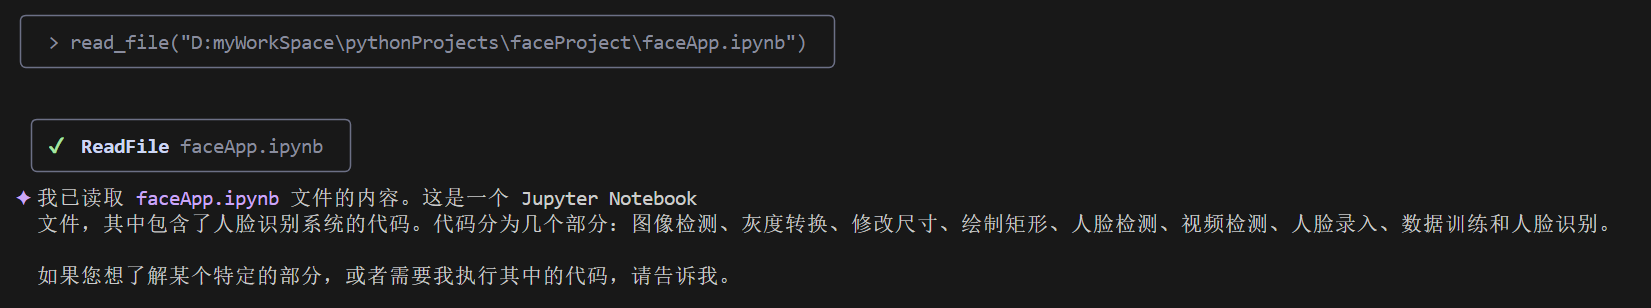 > read_file("D:myWorkSpace\pythonProjects\faceProject\faceApp.ipynb")
✓ ReadFile faceApp.ipynb
✦ 我已读取 faceApp.ipynb 文件的内容。这是一个 Jupyter Notebook
文件，其中包含了人脸识别系统的代码。代码分为几个部分：图像检测、灰度转换、修改尺寸、绘制矩形、人脸检测、视频检测、人脸录入、数据训练和人脸识别。
如果您想了解某个特定的部分，或者需要我执行其中的代码，请告诉我。